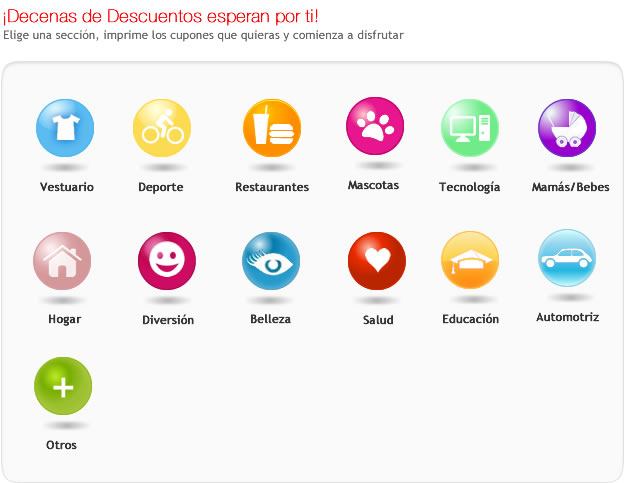 ¡Decenas de Descuentos esperan por ti!
Elige una sección, imprime los cupones que quieras y comienza a disfrutar
Vestuario
Deporte
Restaurantes
Mascotas
Tecnología
Mamás/Bebes
Hogar
Diversión
Belleza
Salud
Educación
Automotriz
Otros